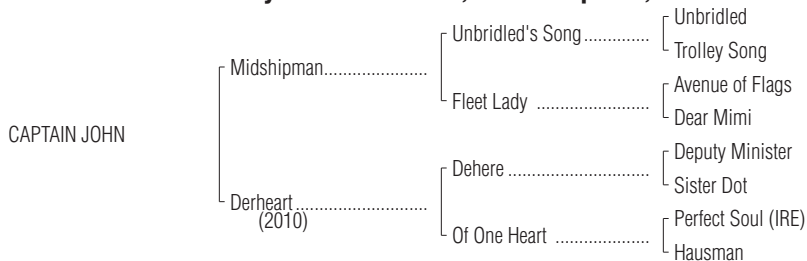 Unbridled
Unbridled's Song..............
Trolley Song
Midshipman......................
Avenue of Flags
Fleet Lady ....................
Dear Mimi
CAPTAIN JOHN
Deputy Minister
Dehere ...........................
Sister Dot
Derheart............................
(2010)
Perfect Soul (IRE)
Of One Heart ..................
Hausman